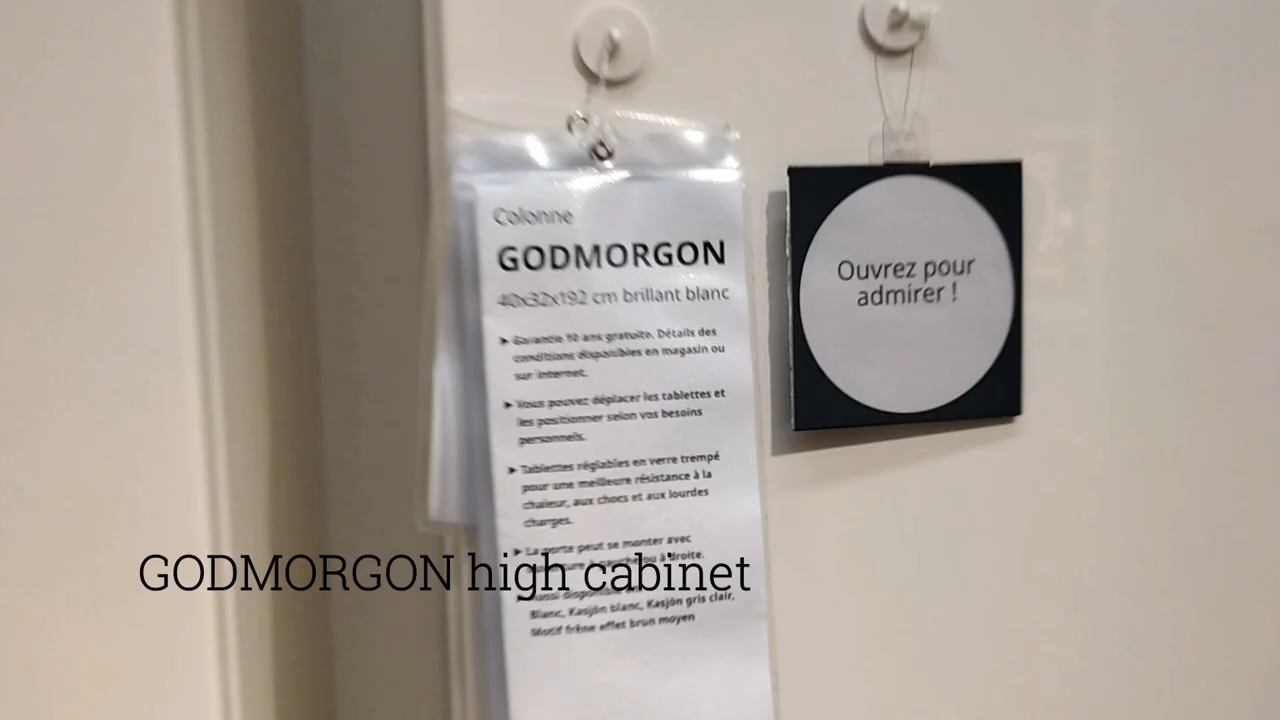 Colonne
GODMORGON
40x32x192 cm brillant blanc
► Garantie 10 ans gratuite. Détails des
conditions disponibles en magasin ou
sur internet.
► Vous pouvez déplacer les tablettes et
les positionner selon vos besoins
personnels.
► Tablettes réglables en verre trempé
pour une meilleure résistance à la
chaleur, aux chocs et aux lourdes
charges.
► La porte peut se monter avec
à droite.
Blanc, Kasjön blanc, Kasjön gris clair,
Motif frêne effet brun moyen
Ouvrez pour
admirer !
GODMORGON high cabinet